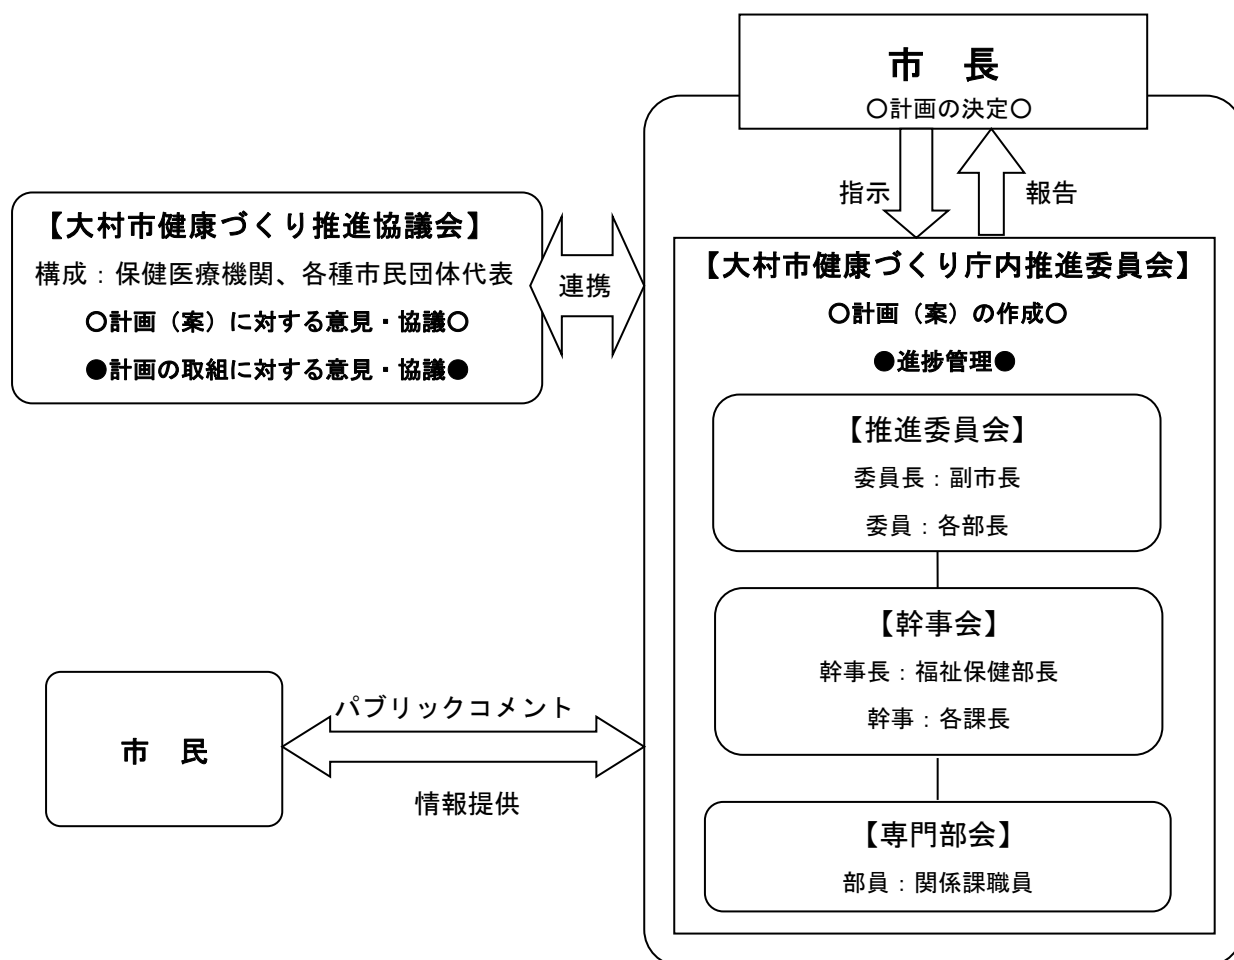 市　長
〇計画の決定〇
指示
報告
【大村市健康づくり推進協議会】
構成：保健医療機関、各種市民団体代表
〇計画（案）に対する意見・協議〇
●計画の取組に対する意見・協議●
連携
【大村市健康づくり庁内推進委員会】
〇計画（案）の作成〇
●進捗管理●
【推進委員会】
委員長：副市長
委員：各部長
【幹事会】
幹事長：福祉保健部長
幹事：各課長
【専門部会】
部員：関係課職員
市　民
パブリックコメント
情報提供